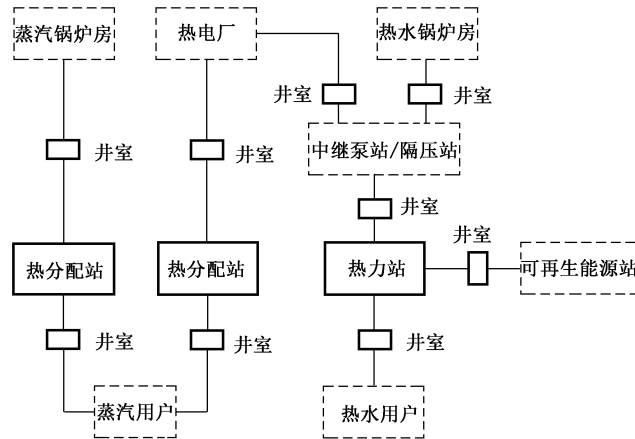 蒸汽锅炉房
热电厂
热水锅炉房
井室
井室
井室
井室
中继泵站/隔压站
井室
井室
热分配站
热分配站
热力站
可再生能源站
井室
井室
井室
蒸汽用户
热水用户